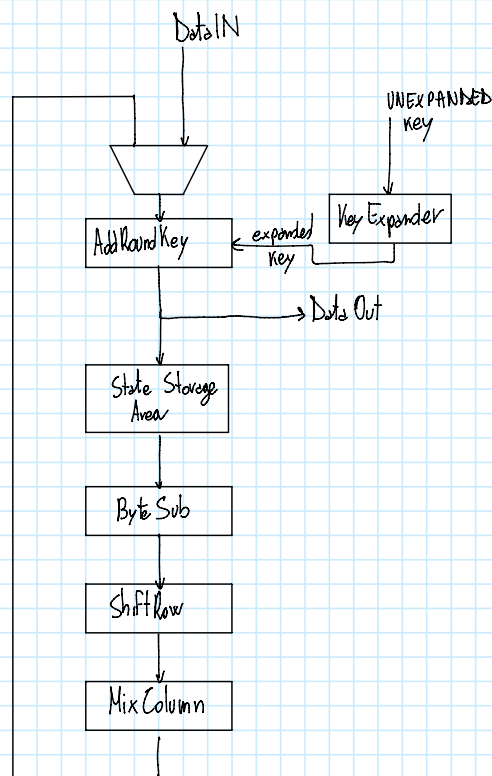 DataIN
UNEXPANDED
Key
Key Expander
AddRoundKey
expanded
key
Data Out
State Storage
Area
Byte Sub
ShiftRow
MixColumn